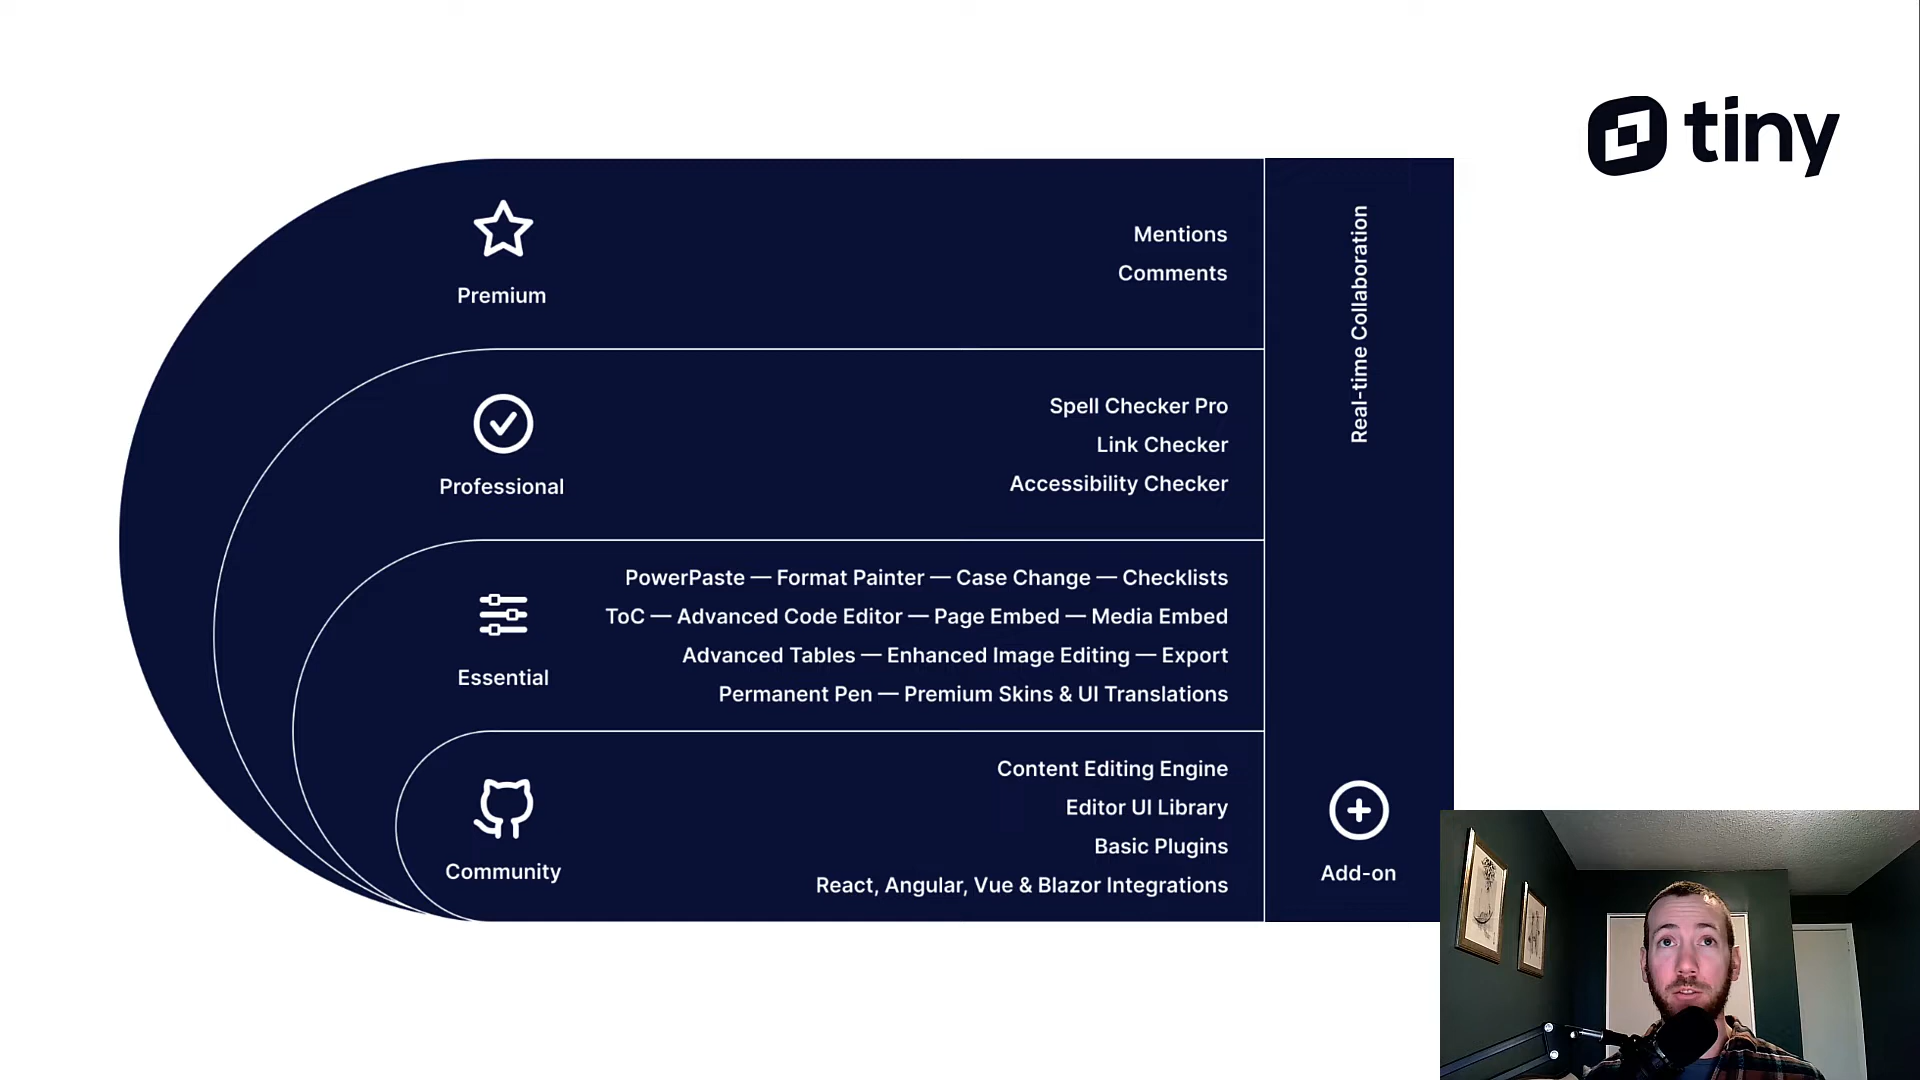 tiny
Premium
Mentions
Comments
Professional
Spell Checker Pro
Link Checker
Accessibility Checker
Essential
PowerPaste — Format Painter — Case Change — Checklists
ToC — Advanced Code Editor — Page Embed — Media Embed
Advanced Tables — Enhanced Image Editing — Export
Permanent Pen — Premium Skins & UI Translations
Community
Content Editing Engine
Editor UI Library
Basic Plugins
React, Angular, Vue & Blazor Integrations
Real-time Collaboration
Add-on